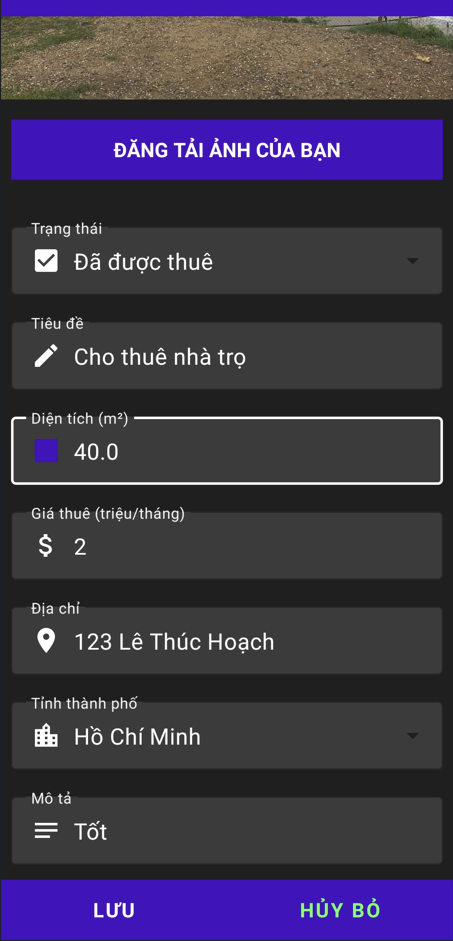 ĐĂNG TẢI ẢNH CỦA BẠN
Trạng thái
Đã được thuê
Tiêu đề
Cho thuê nhà trọ
Diện tích (m²)
40.0
Giá thuê (triệu/tháng)
$ 2
Địa chỉ
123 Lê Thúc Hoạch
Tỉnh thành phố
Hồ Chí Minh
Mô tả
Tốt
LƯU HỦY BỎ